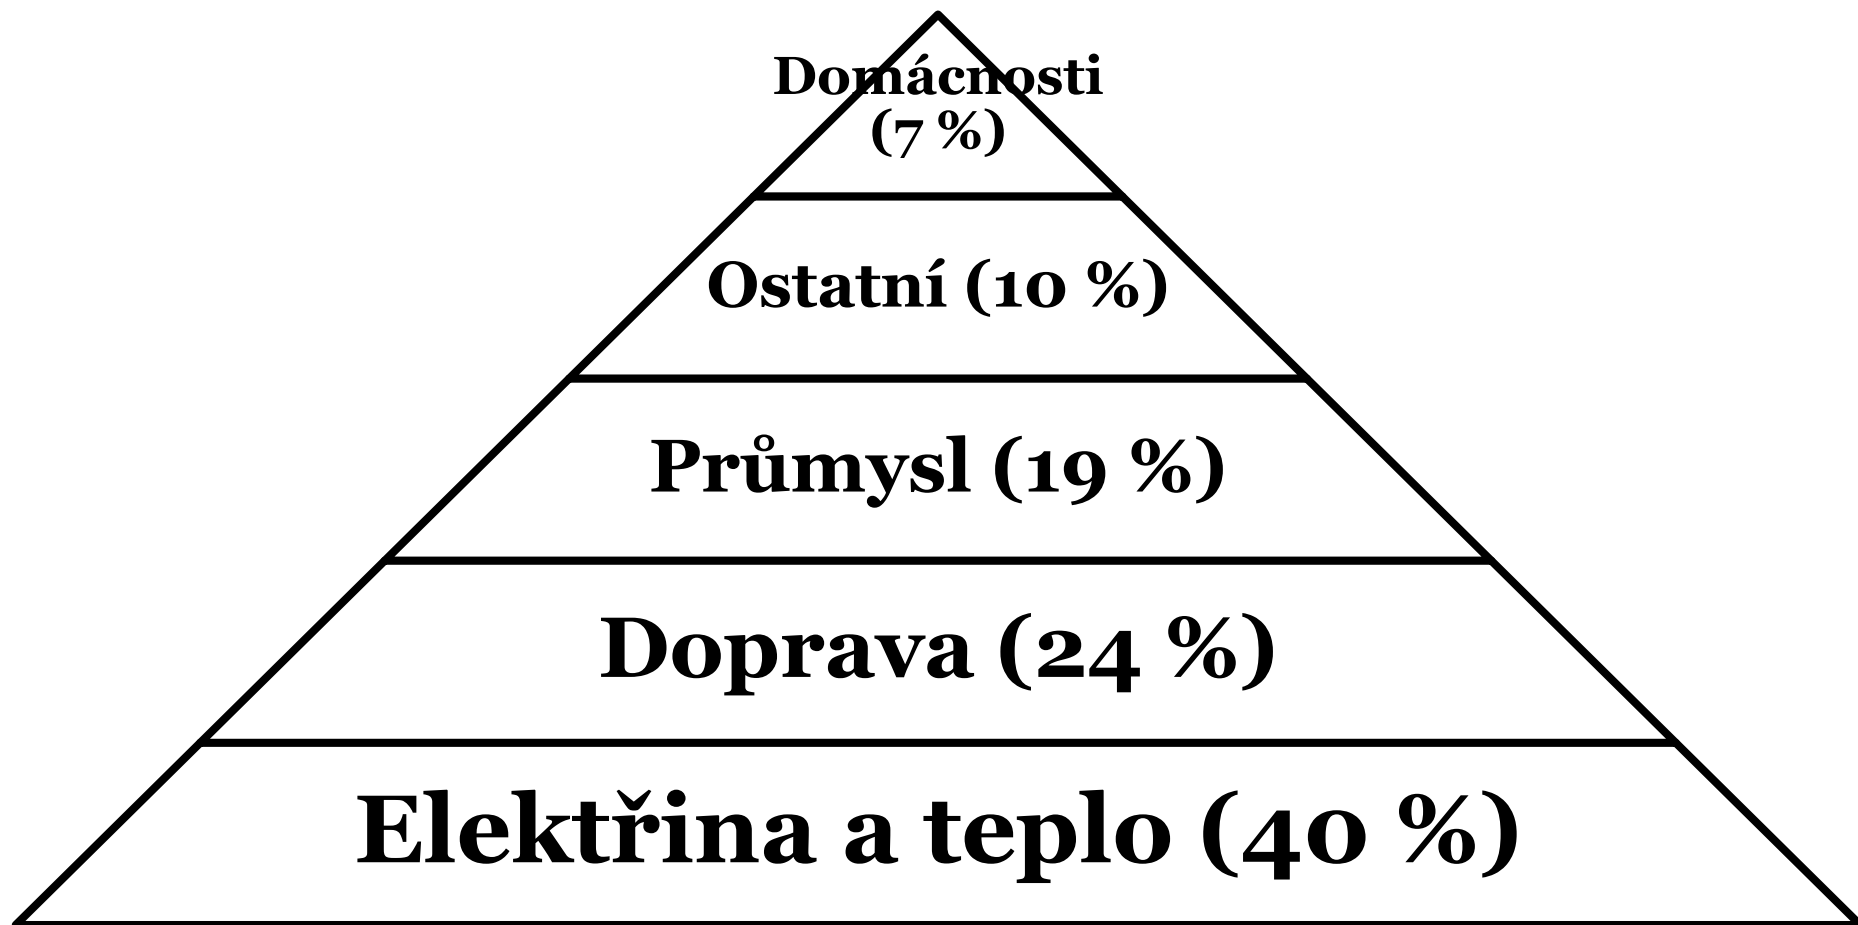 Domácnosti
(7 %)
Ostatní (10 %)
Průmysl (19 %)
Doprava (24 %)
Elektřina a teplo (40 %)